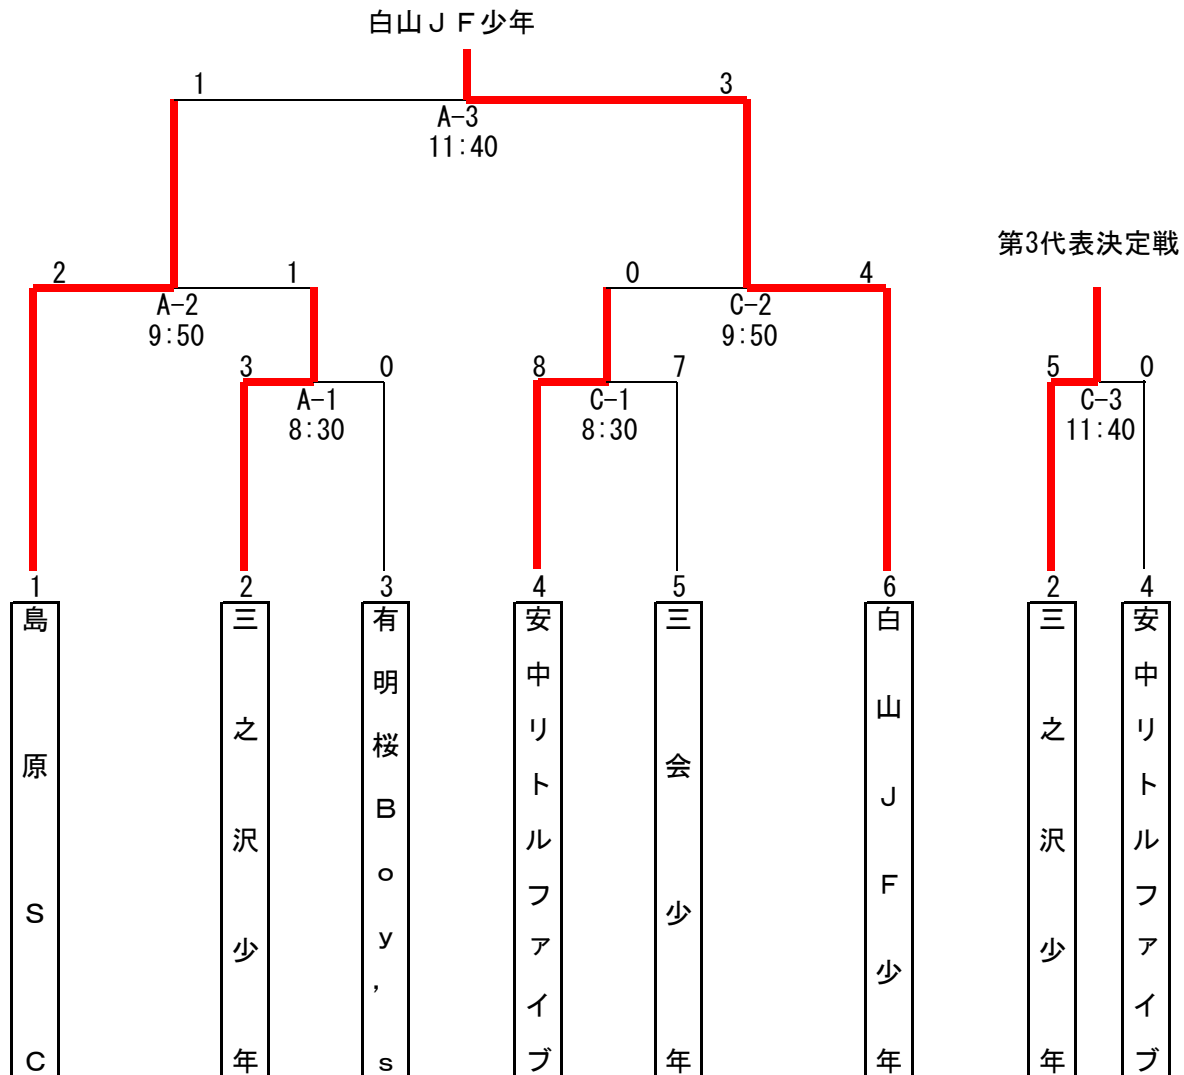 白山ＪＦ少年
1
3
A-3
11:40
第3代表決定戦
2
1
0
4
A-2
9:50
C-2
9:50
3
0
8
7
5
0
A-1
8:30
C-1
8:30
C-3
11:40
1
2
3
4
5
6
2
4
島原ＳＣ
三之沢少年
有明桜Ｂｏｙ’ｓ
安中リトルファイブ
三会少年
白山ＪＦ少年
三之沢少年
安中リトルファイブ